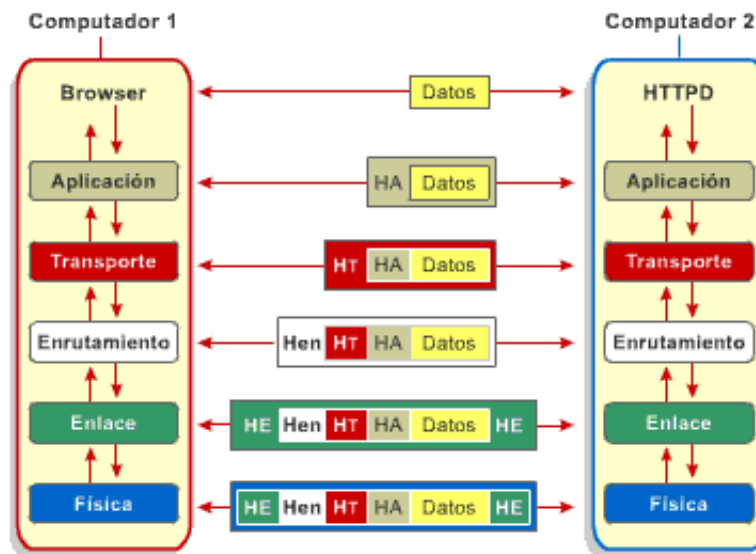 Computador 1 Computador 2
Browser Datos HTTPD
Aplicación HA Datos Aplicación
Transporte HT HA Datos Transporte
Enrutamiento Hen HT HA Datos Enrutamiento
Enlace HE Hen HT HA Datos HE Enlace
Física HE Hen HT HA Datos HE Física